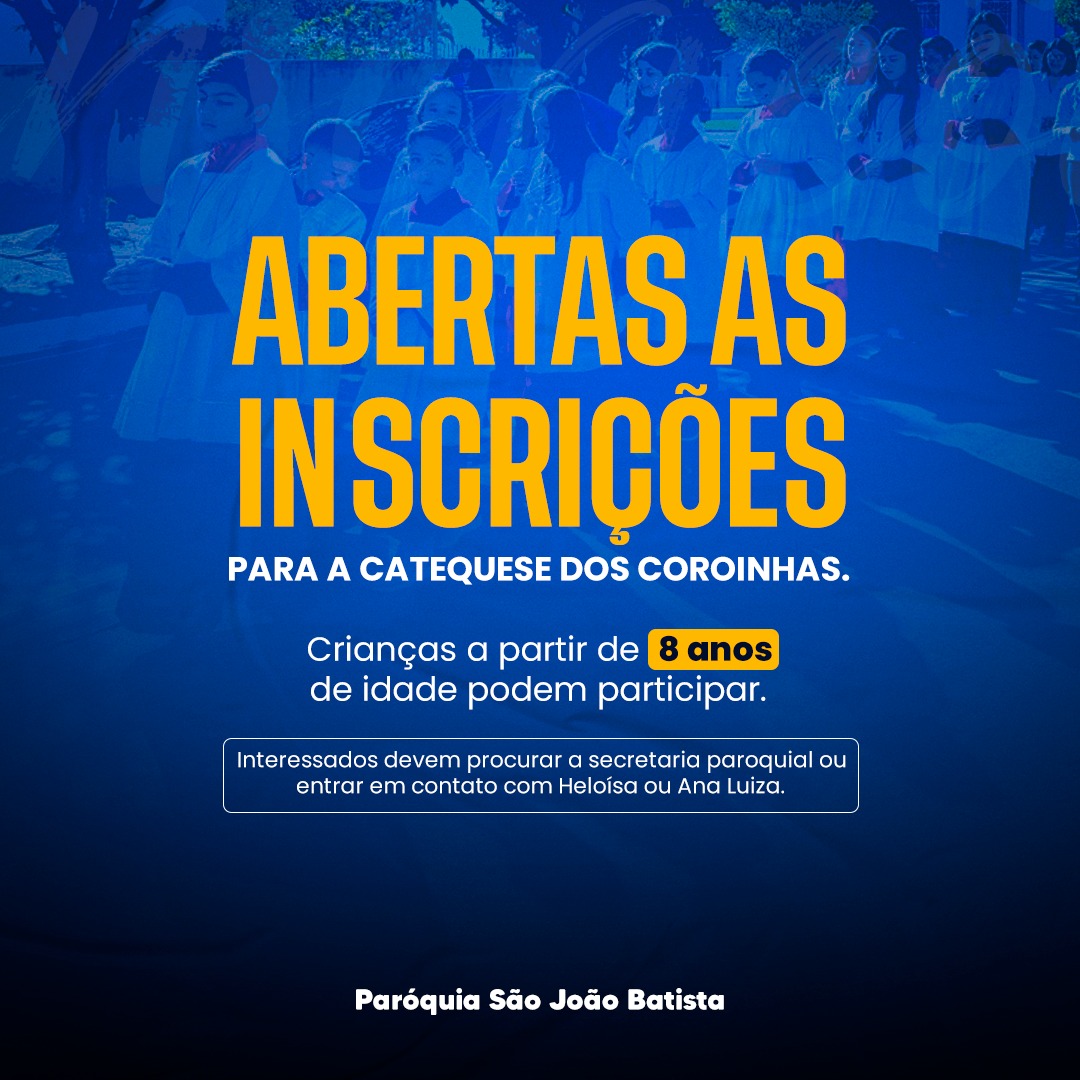 ABERTAS AS
INSCRIÇÕES
PARA A CATEQUESE DOS COROINHAS.
Crianças a partir de 8 anos
de idade podem participar.
Interessados devem procurar a secretaria paroquial ou
entrar em contato com Heloísa ou Ana Luiza.
Paróquia São João Batista